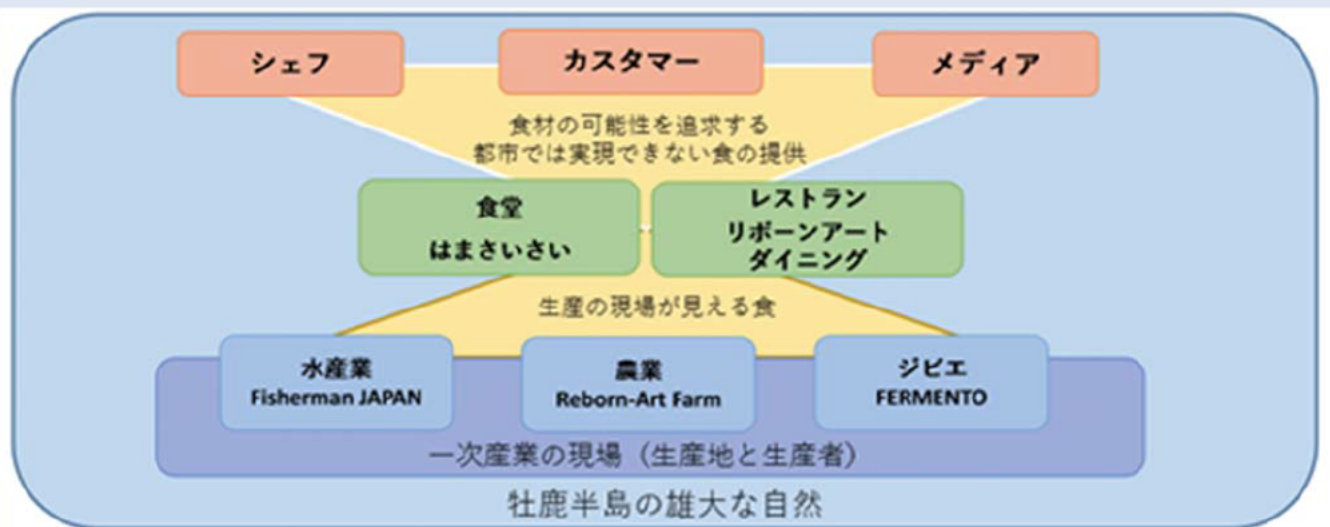 シェフ
カスタマー
メディア
食材の可能性を追求する
都市では実現できない食の提供
食堂
はまさいさい
レストラン
リボーンアート
ダイニング
生産の現場が見える食
水産業
Fisherman JAPAN
農業
Reborn-Art Farm
ジビエ
FERMENTO
一次産業の現場（生産地と生産者）
牡鹿半島の雄大な自然